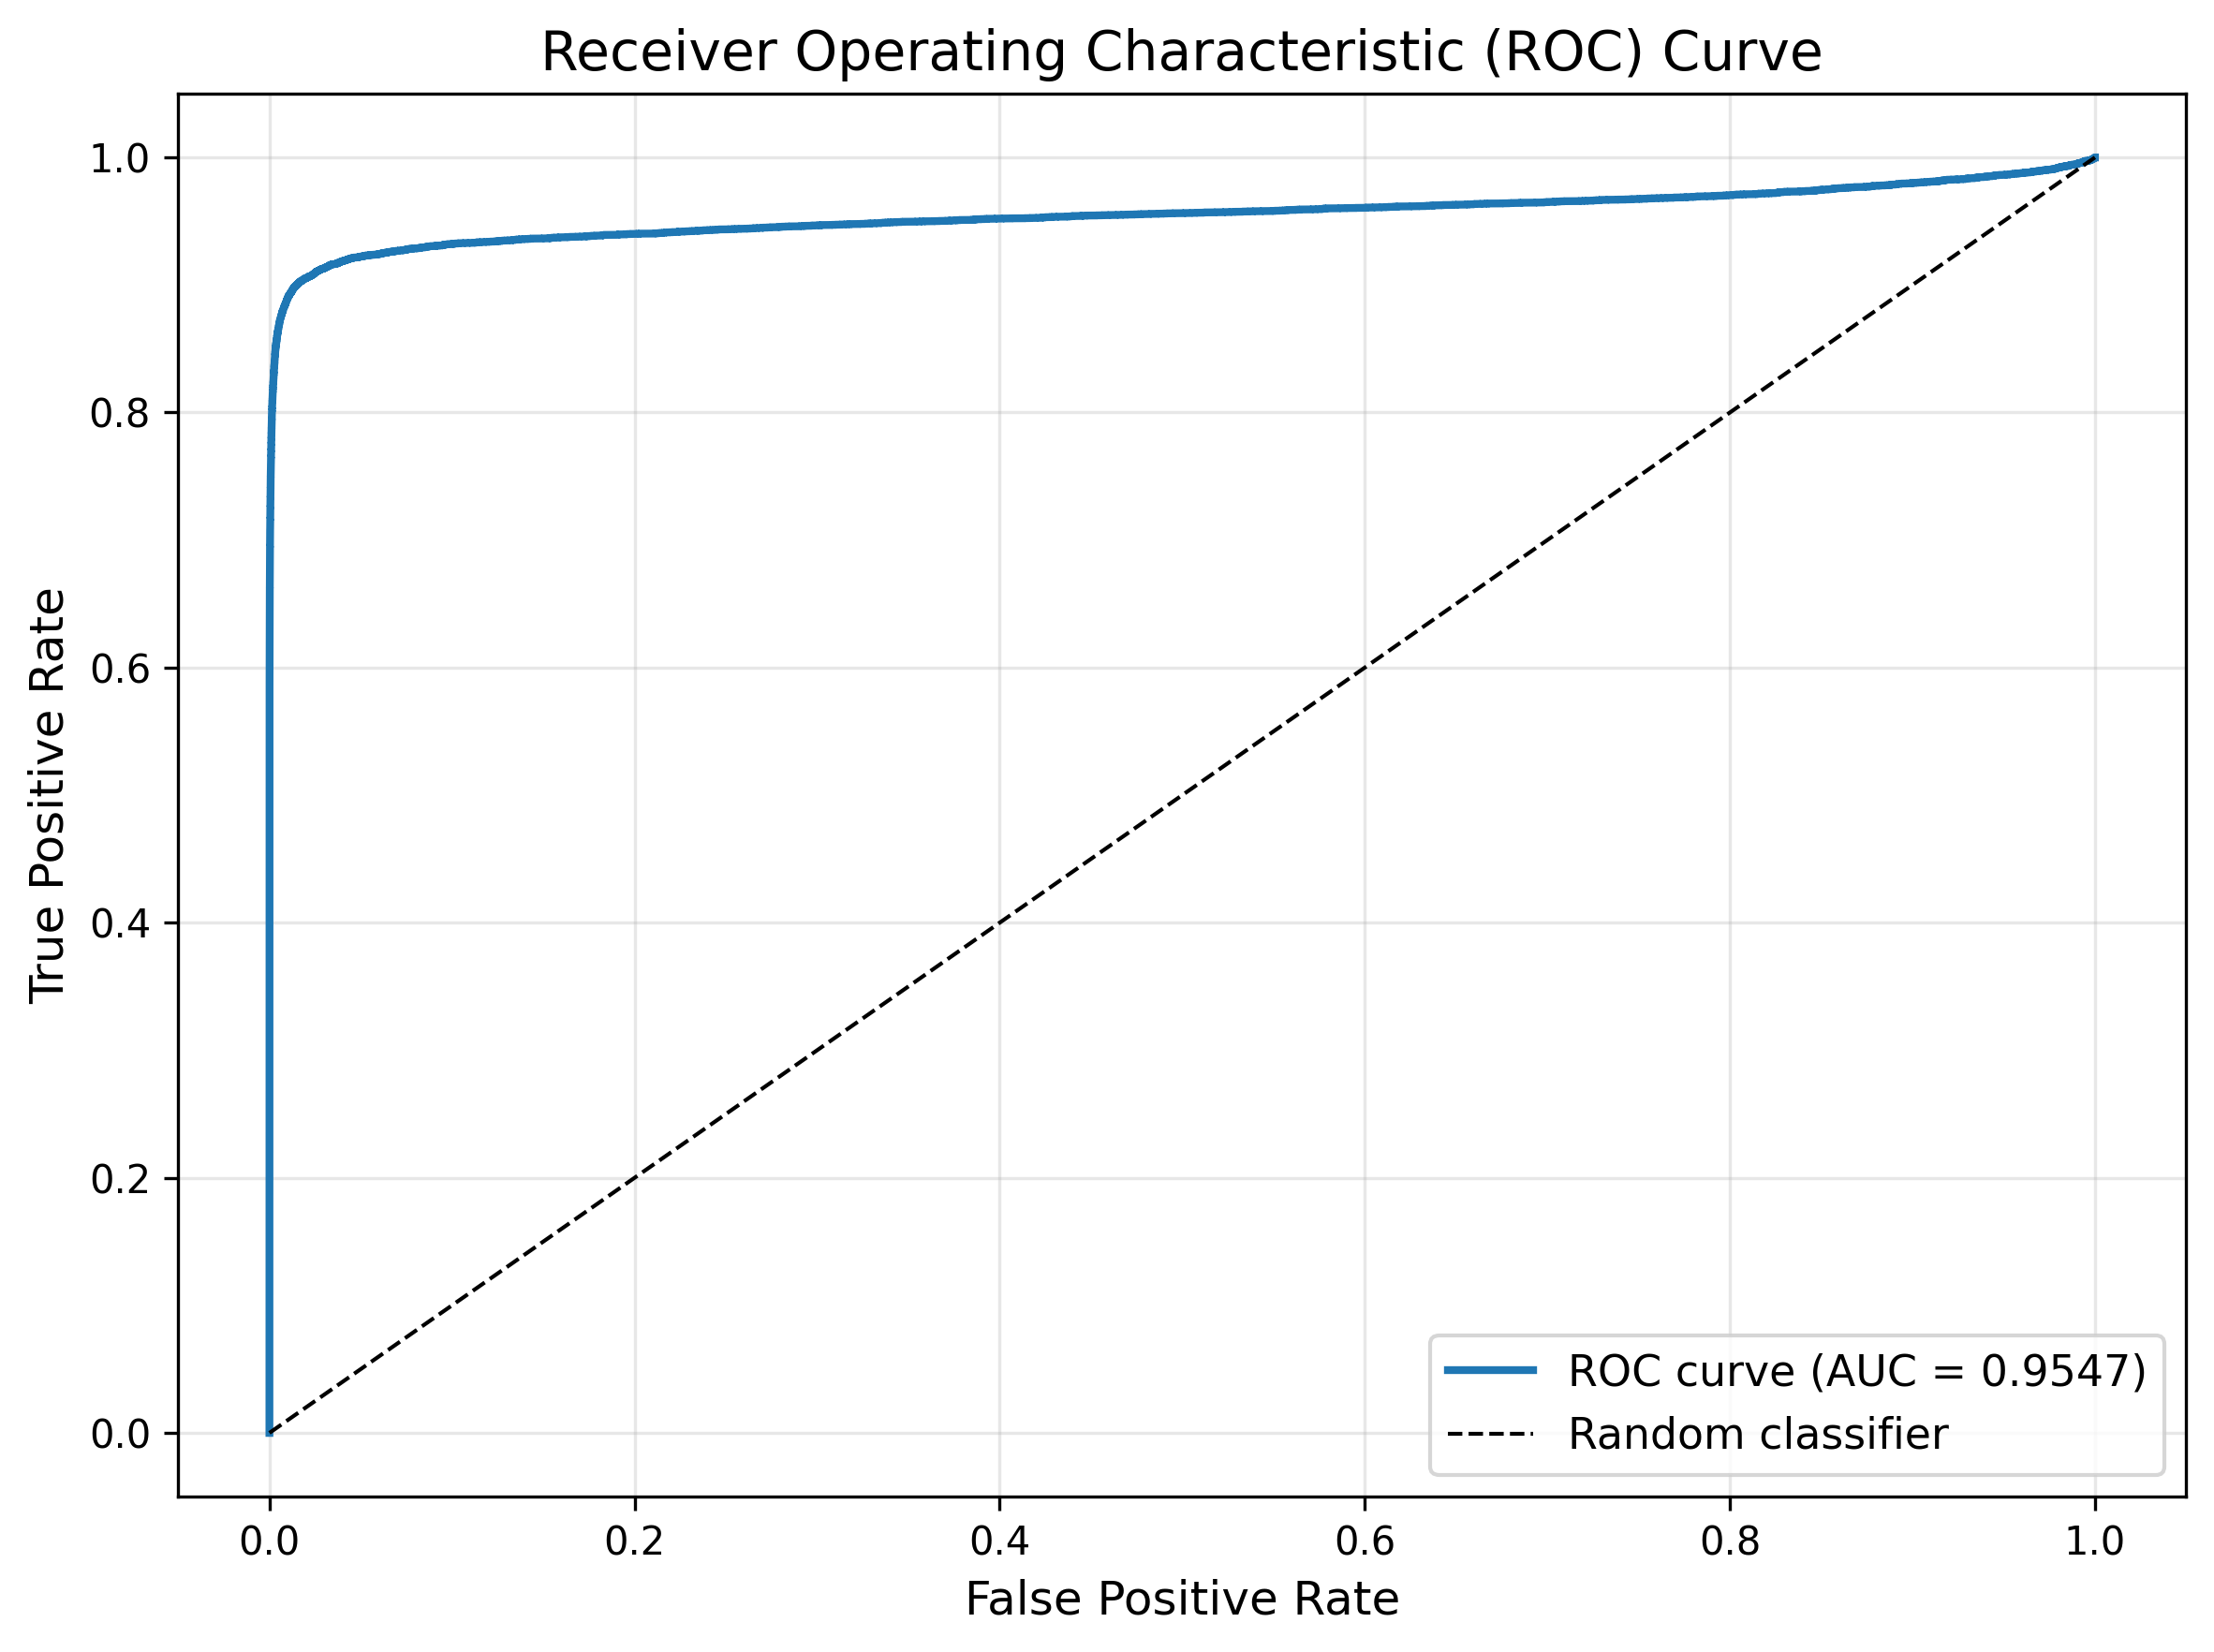 Receiver Operating Characteristic (ROC) Curve
1.0
0.8
0.6
0.4
0.2
0.0
True Positive Rate
ROC curve (AUC = 0.9547)
Random classifier
0.0 0.2 0.4 0.6 0.8 1.0
False Positive Rate